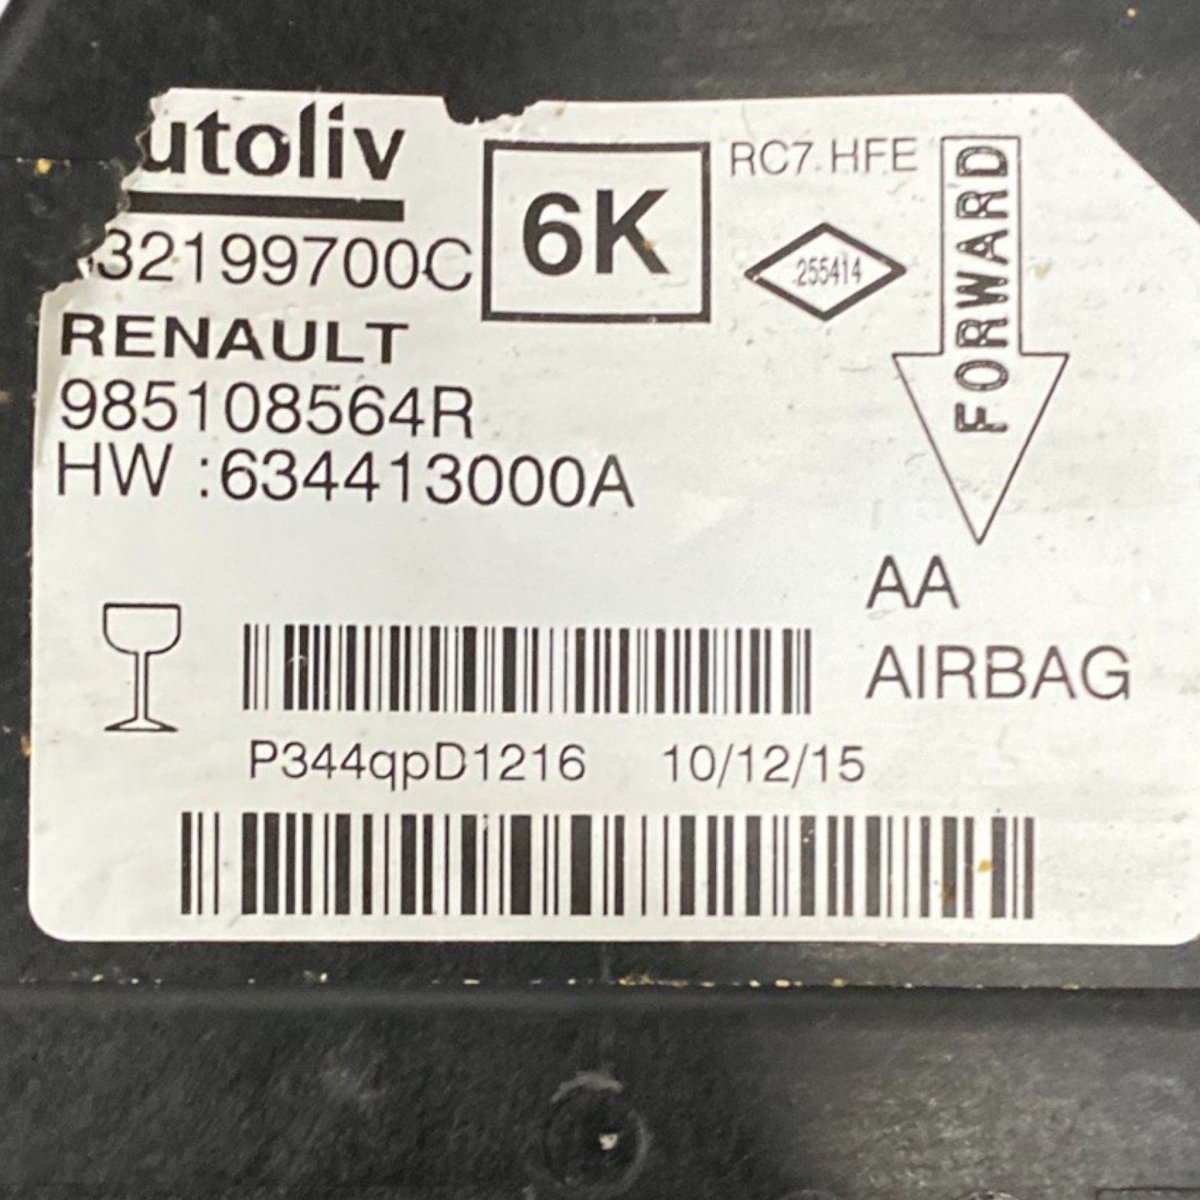 utoliv
32199700C
6K
RC7 HFE
255414
FORWARD
RENAULT
985108564R
HW :634413000A
AA
AIRBAG
P344qpD1216 10/12/15